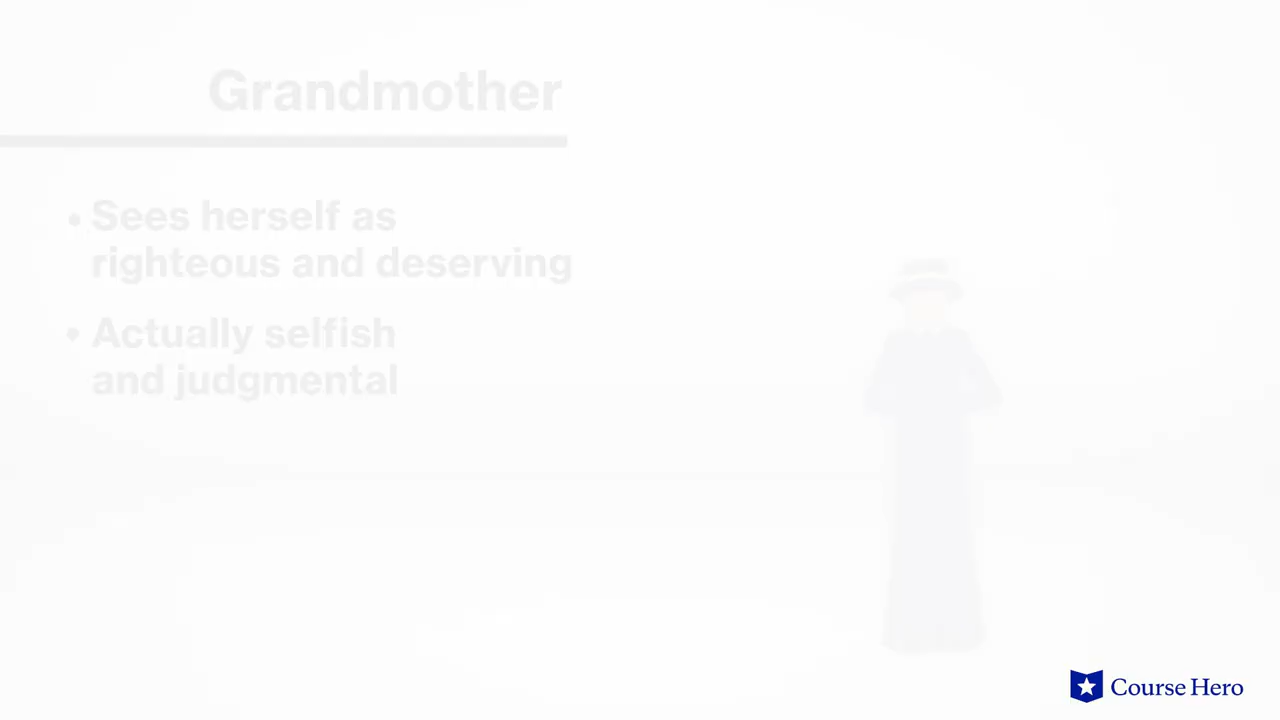 Grandmother
• Sees herself as
righteous and deserving
• Actually selfish
and judgmental
Course Hero